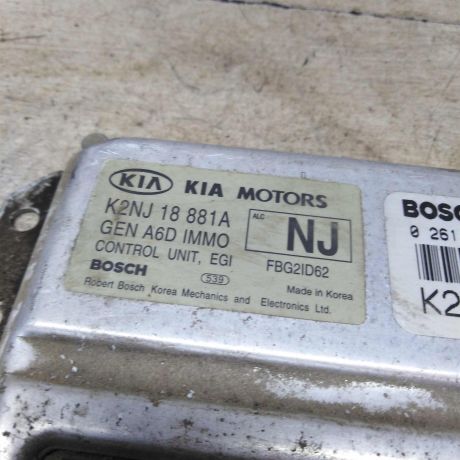 KIA KIA MOTORS
K2NJ 18 881A
GEN A6D IMMO
CONTROL UNIT, EGI
BOSCH 539
ALC
NJ
FBG2ID62
Made in Korea
Robert Bosch Korea Mechanics and Electronics Ltd.
BOSC
0 261
K2